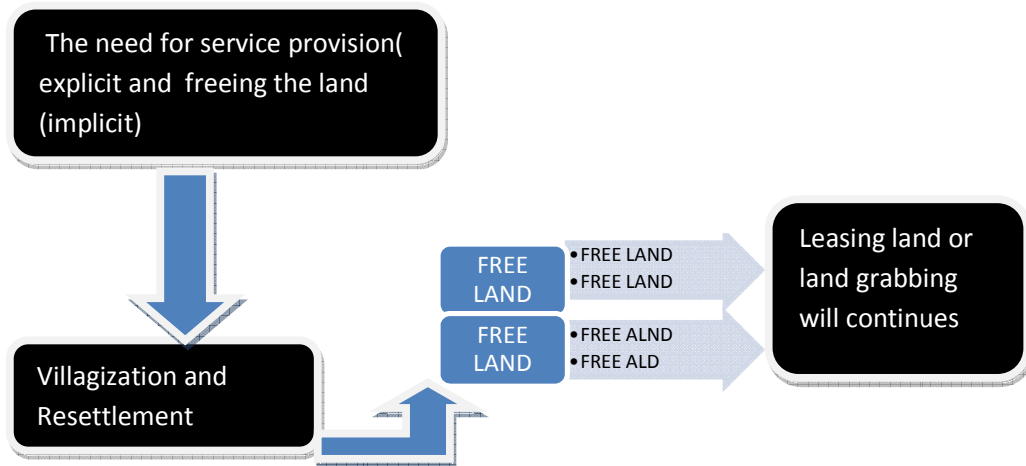 The need for service provision(
explicit and  freeing the land
(implicit)
Villagization and
Resettlement
FREE
LAND
•FREE LAND
•FREE LAND
FREE
LAND
•FREE ALND
•FREE ALD
Leasing land or
land grabbing
will continues